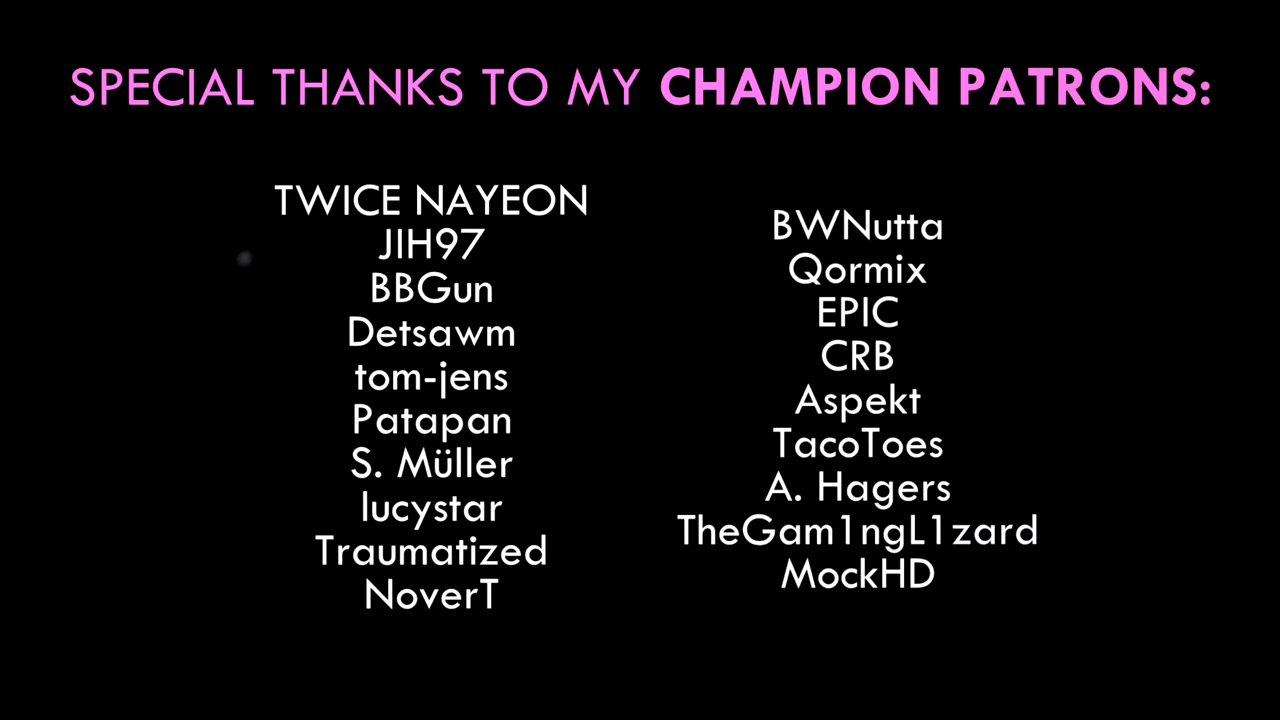 SPECIAL THANKS TO MY CHAMPION PATRONS:
TWICE NAYEON
JIH97
BBGun
Detsawm
tom-jens
Patapan
S. Müller
lucystar
Traumatized
NoverT
BWNutta
Qormix
EPIC
CRB
Aspekt
TacoToes
A. Hagers
TheGam1ngL1zard
MockHD